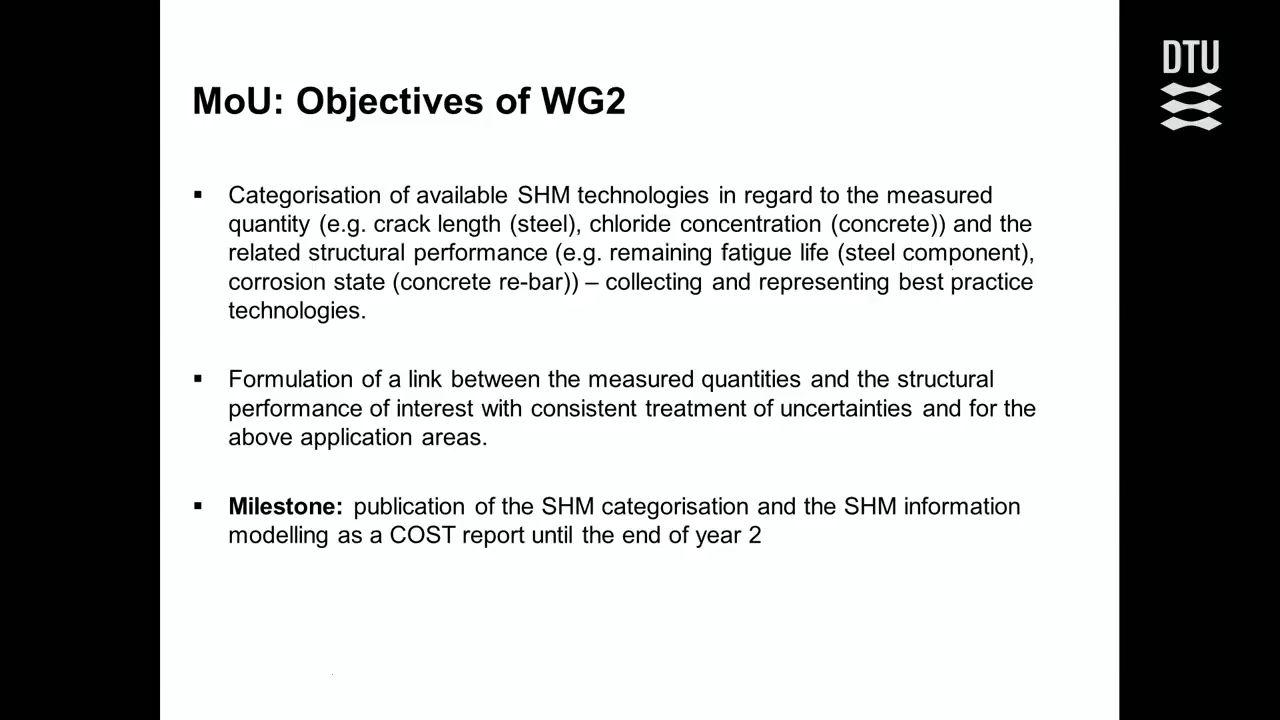 DTU
MoU: Objectives of WG2
▪ Categorisation of available SHM technologies in regard to the measured
quantity (e.g. crack length (steel), chloride concentration (concrete)) and the
related structural performance (e.g. remaining fatigue life (steel component),
corrosion state (concrete re-bar)) – collecting and representing best practice
technologies.
▪ Formulation of a link between the measured quantities and the structural
performance of interest with consistent treatment of uncertainties and for the
above application areas.
▪ Milestone: publication of the SHM categorisation and the SHM information
modelling as a COST report until the end of year 2